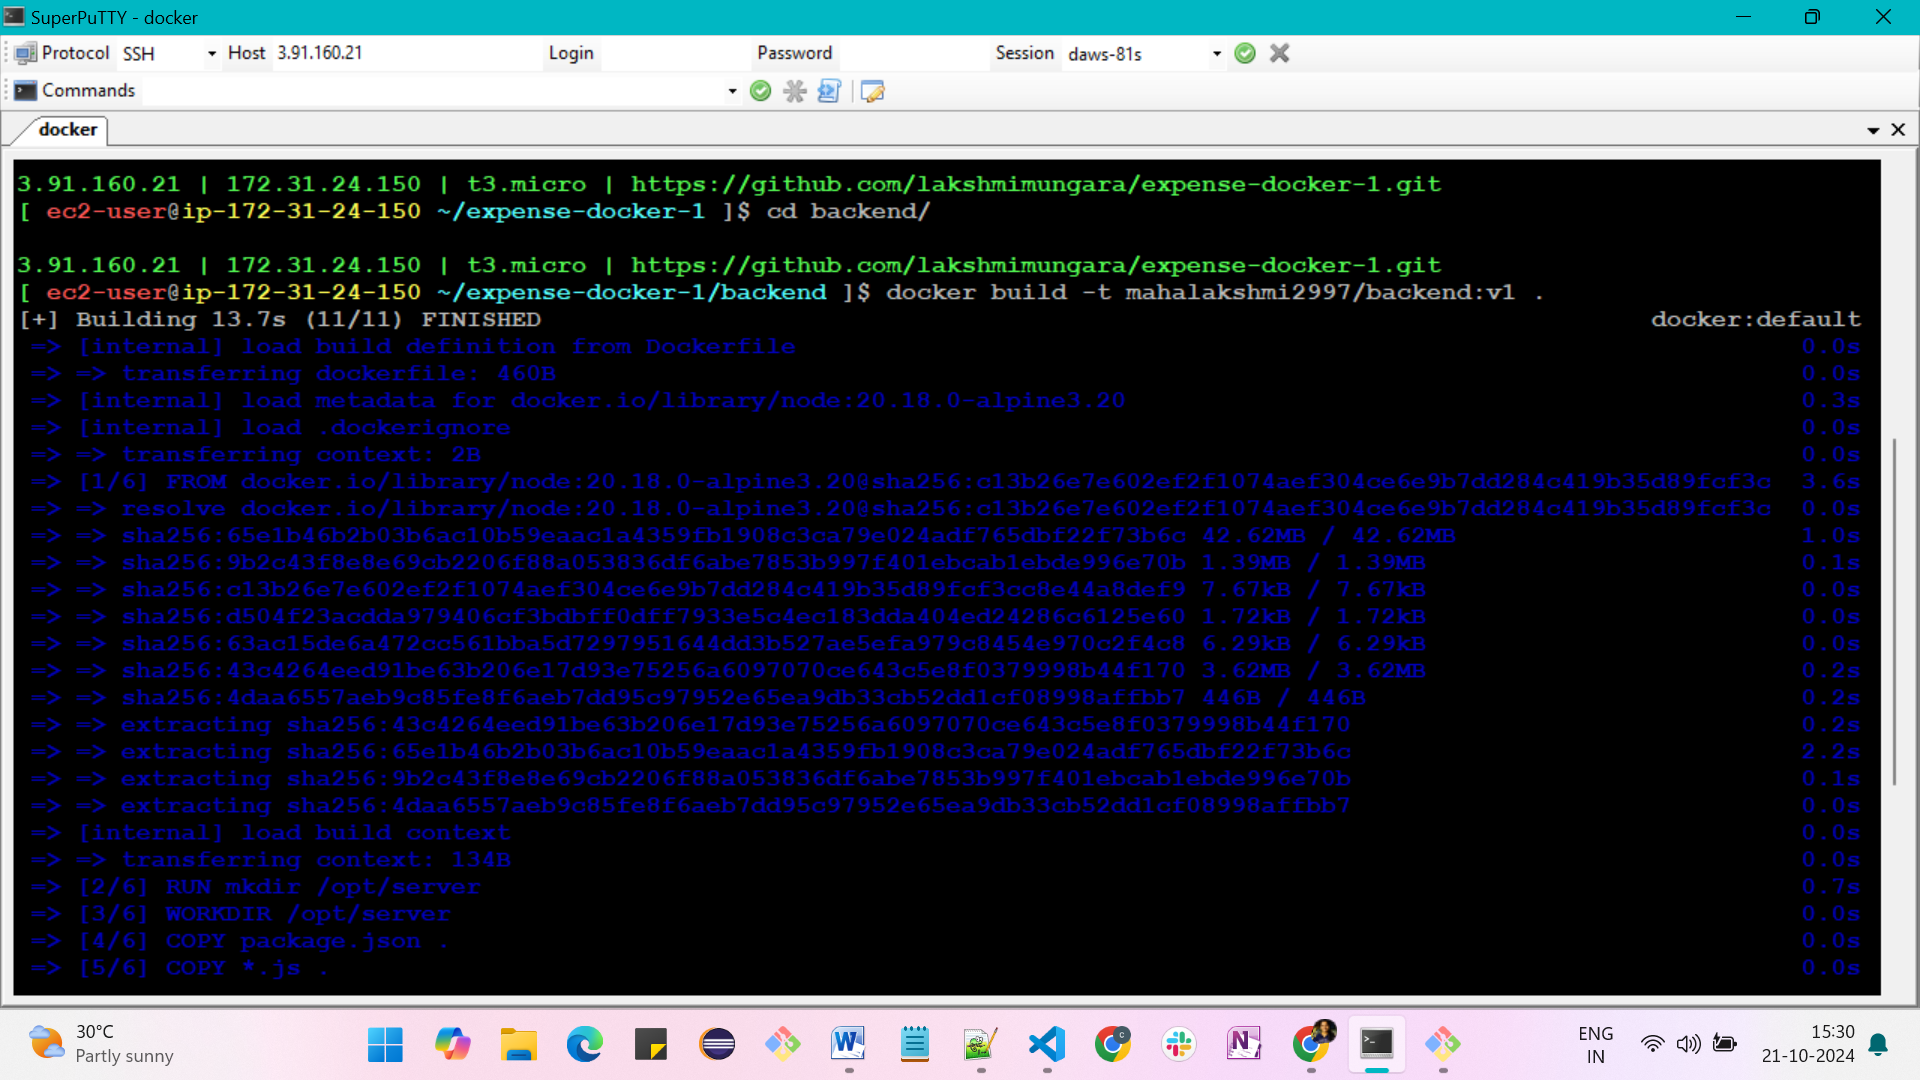 SuperPuTTY - docker
Protocol SSH Host 3.91.160.21 Login Password Session daws-81s
Commands
docker
3.91.160.21 | 172.31.24.150 | t3.micro | https://github.com/lakshmimungara/expense-docker-1.git
[ ec2-user@ip-172-31-24-150 ~/expense-docker-1 ]$ cd backend/
3.91.160.21 | 172.31.24.150 | t3.micro | https://github.com/lakshmimungara/expense-docker-1.git
[ ec2-user@ip-172-31-24-150 ~/expense-docker-1/backend ]$ docker build -t mahalakshmi2997/backend:v1 .
[+] Building 13.7s (11/11) FINISHED docker:default
=> [internal] load build definition from Dockerfile 0.0s
=> => transferring dockerfile: 460B 0.0s
=> [internal] load metadata for docker.io/library/node:20.18.0-alpine3.20 0.3s
=> [internal] load .dockerignore 0.0s
=> => transferring context: 2B 0.0s
=> [1/6] FROM docker.io/library/node:20.18.0-alpine3.20@sha256:c13b26e7e602ef2f1074aef304ce6e9b7dd284c419b35d89fcf3c 3.6s
=> => resolve docker.io/library/node:20.18.0-alpine3.20@sha256:c13b26e7e602ef2f1074aef304ce6e9b7dd284c419b35d89fcf3c 0.0s
=> => sha256:65e1b46b2b03b6ac10b59eaac1a4359fb1908c3ca79e024adf765dbf22f73b6c 42.62MB / 42.62MB 1.0s
=> => sha256:9b2c43f8e8e69cb2206f88a053836df6abe7853b997f401ebcab1ebde996e70b 1.39MB / 1.39MB 0.1s
=> => sha256:c13b26e7e602ef2f1074aef304ce6e9b7dd284c419b35d89fcf3cc8e44a8def9 7.67kB / 7.67kB 0.0s
=> => sha256:d504f23acdda979406cf3bdbff0dff7933e5c4ec183dda404ed24286c6125e60 1.72kB / 1.72kB 0.0s
=> => sha256:63ac15de6a472cc561bba5d7297951644dd3b527ae5efa979c8454e970c2f4c8 6.29kB / 6.29kB 0.0s
=> => sha256:43c4264eed91be63b206e17d93e75256a6097070ce643c5e8f0379998b44f170 3.62MB / 3.62MB 0.2s
=> => sha256:4daa6557aeb9c85fe8f6aeb7dd95c97952e65ea9db33cb52dd1cf08998affbb7 446B / 446B 0.2s
=> => extracting sha256:43c4264eed91be63b206e17d93e75256a6097070ce643c5e8f0379998b44f170 0.2s
=> => extracting sha256:65e1b46b2b03b6ac10b59eaac1a4359fb1908c3ca79e024adf765dbf22f73b6c 2.2s
=> => extracting sha256:9b2c43f8e8e69cb2206f88a053836df6abe7853b997f401ebcab1ebde996e70b 0.1s
=> => extracting sha256:4daa6557aeb9c85fe8f6aeb7dd95c97952e65ea9db33cb52dd1cf08998affbb7 0.0s
=> [internal] load build context 0.0s
=> => transferring context: 134B 0.0s
=> [2/6] RUN mkdir /opt/server 0.7s
=> [3/6] WORKDIR /opt/server 0.0s
=> [4/6] COPY package.json . 0.0s
=> [5/6] COPY *.js . 0.0s
30°C ENG 15:30
Partly sunny IN 21-10-2024